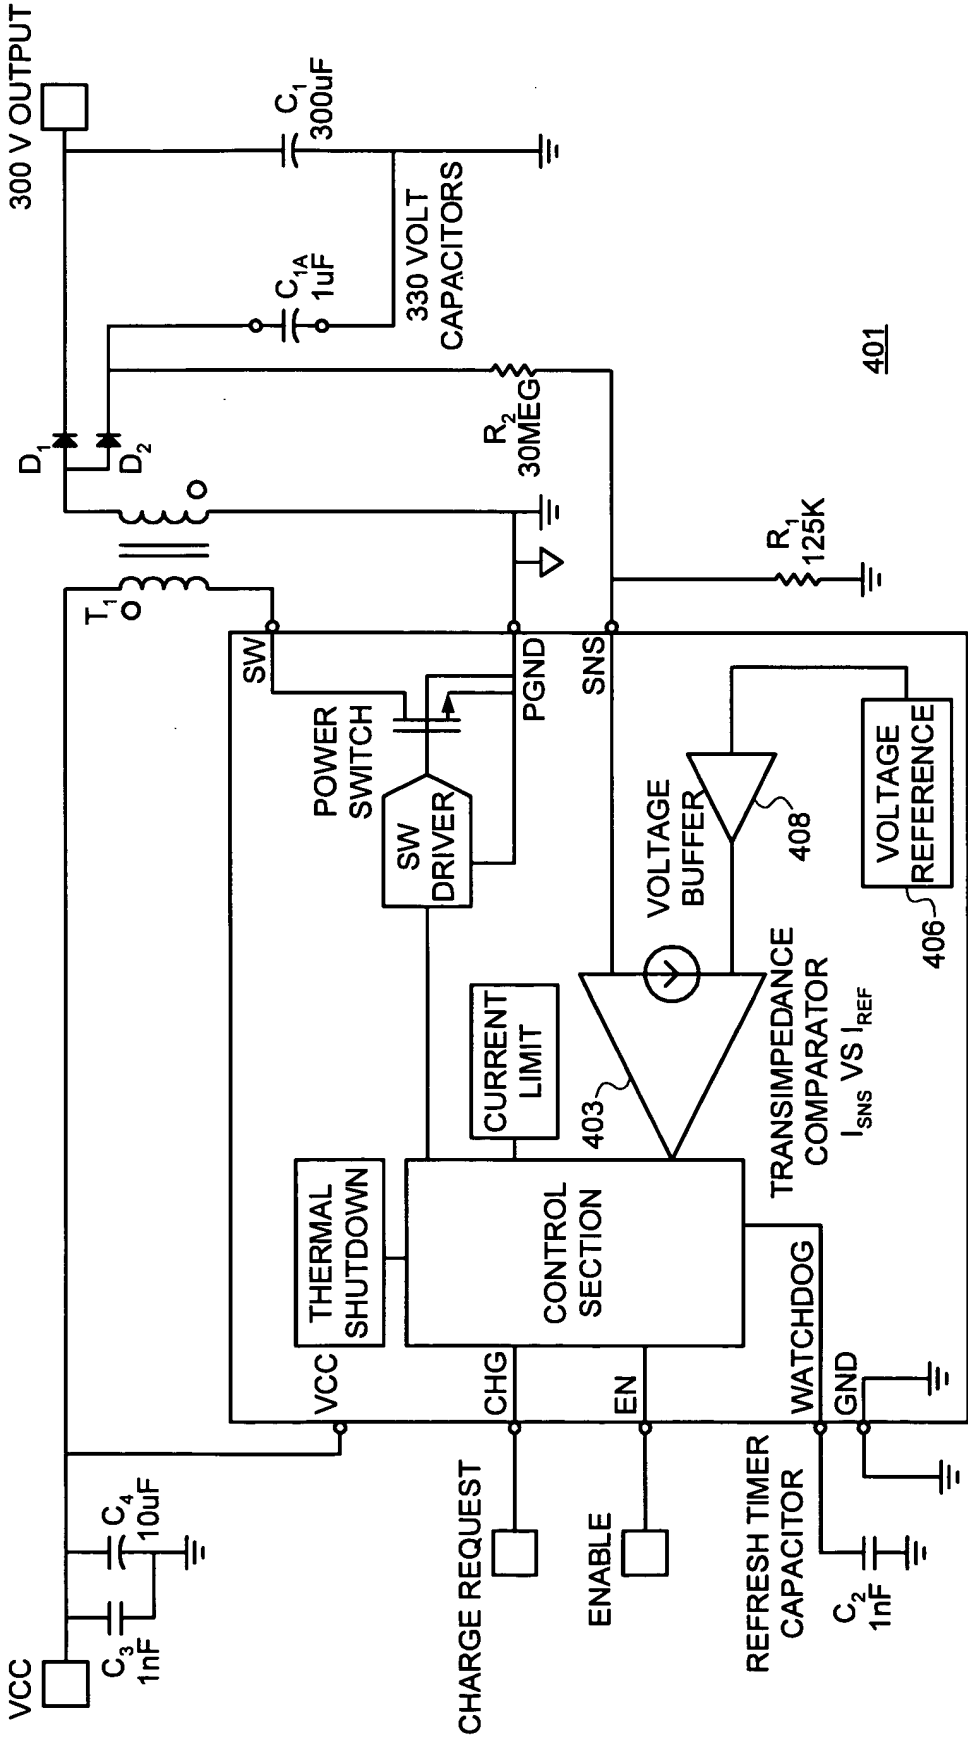 VCC
C3
1nF
C4
10uF
T1
D1
D2
300 V OUTPUT
C1A
1uF
C1
300uF
330 VOLT
CAPACITORS
R2
30MEG
R1
125K
401
SW
PGND
SNS
POWER
SWITCH
SW
DRIVER
THERMAL
SHUTDOWN
CURRENT
LIMIT
CONTROL
SECTION
VCC
CHG
EN
WATCHDOG
GND
403
TRANSIMPEDANCE
COMPARATOR
ISNS VS IREF
VOLTAGE
BUFFER
408
VOLTAGE
REFERENCE
406
CHARGE REQUEST
ENABLE
REFRESH TIMER
CAPACITOR
C2
1nF